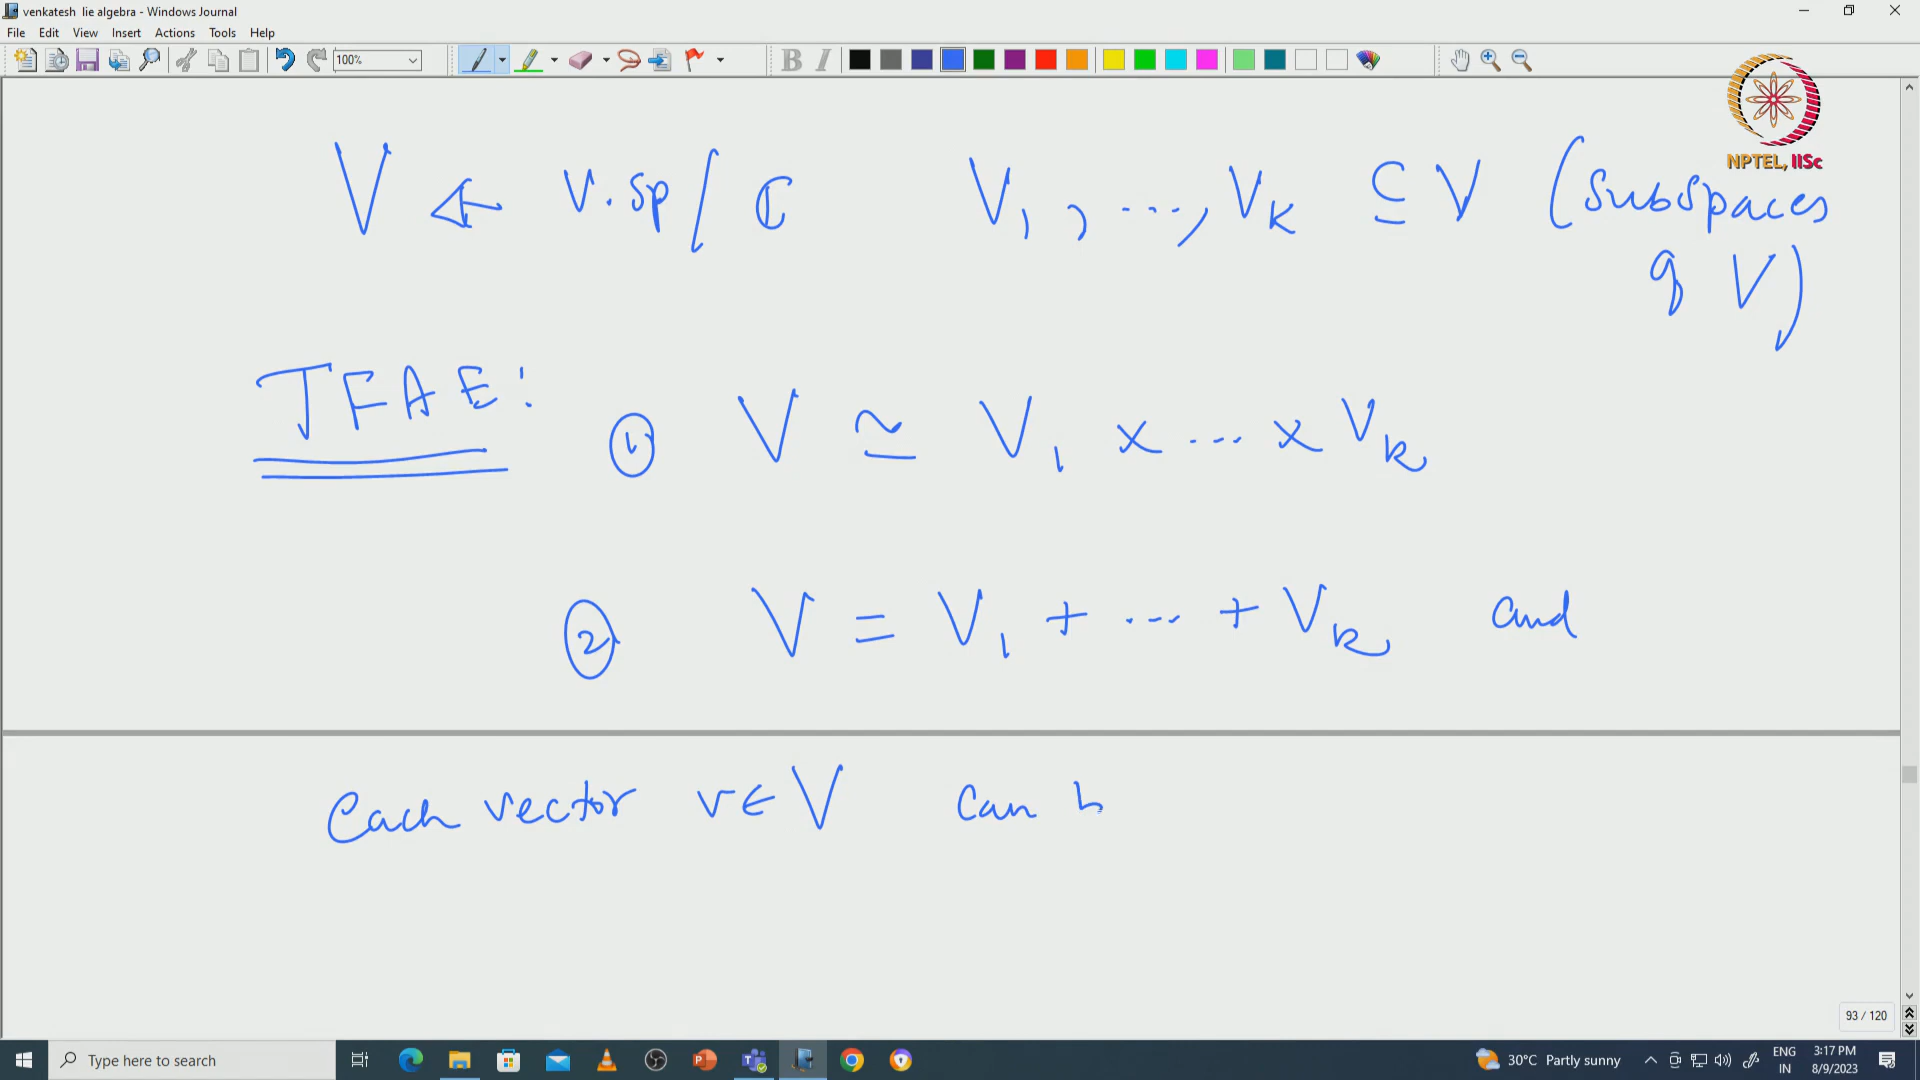 venkatesh lie algebra - Windows Journal
File Edit View Insert Actions Tools Help
100%
B I
NPTEL, IISc
V ← v.sp / ℂ V₁, ..., Vₖ ⊆ V (Subspaces
of V)
TFAE:
① V ≅ V₁ × ... × Vₖ
② V = V₁ + ... + Vₖ and
Each vector v ∈ V can b
93 / 120
Type here to search
30°C Partly sunny
ENG
IN
3:17 PM
8/9/2023